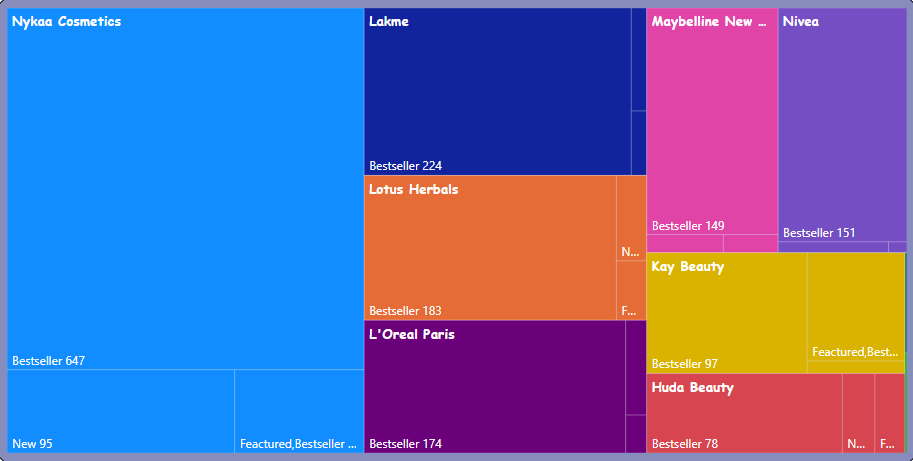 Nykaa Cosmetics
Bestseller 647
New 95
Feactured,Bestseller ...
Lakme
Bestseller 224
Lotus Herbals
Bestseller 183
N...
F...
L'Oreal Paris
Bestseller 174
Maybelline New ...
Bestseller 149
Nivea
Bestseller 151
Kay Beauty
Bestseller 97
Feactured,Best...
Huda Beauty
Bestseller 78
N...
F...